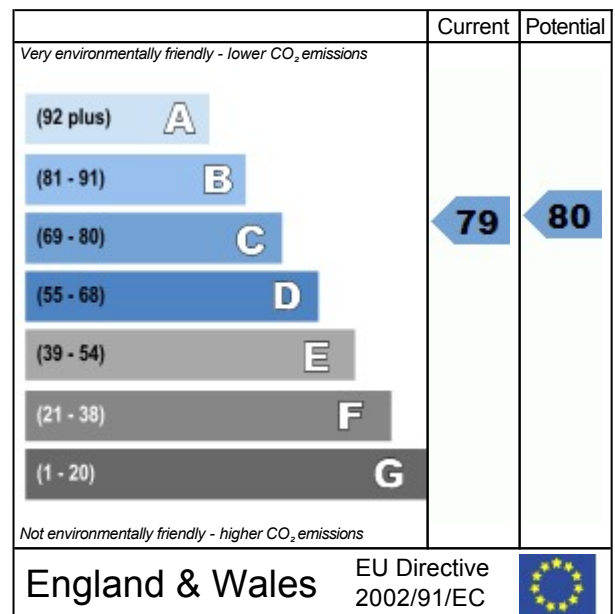 Current Potential
Very environmentally friendly - lower CO₂ emissions
(92 plus) A
(81 - 91) B
(69 - 80) C
79 80
(55 - 68) D
(39 - 54) E
(21 - 38) F
(1 - 20) G
Not environmentally friendly - higher CO₂ emissions
England & Wales
EU Directive
2002/91/EC